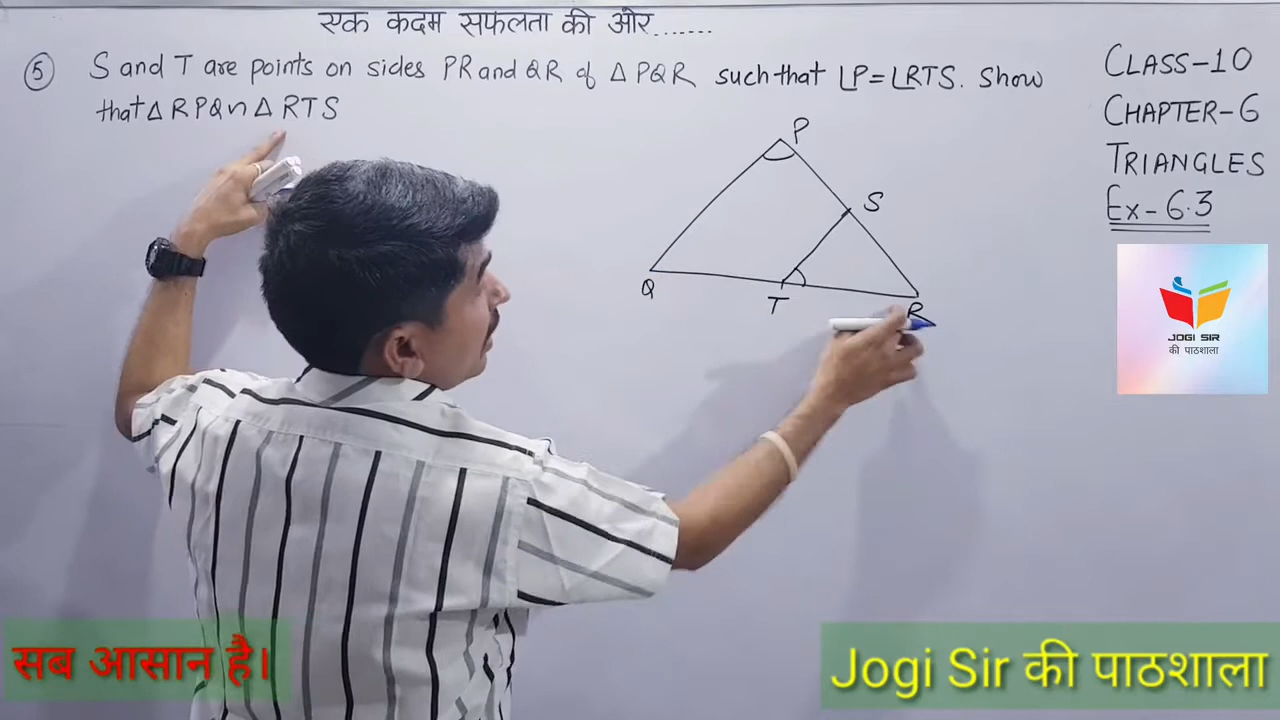 एक कदम सफलता की ओर.......
5 S and T are points on sides PR and QR of △PQR such that ∠P=∠RTS. Show
that △RPQ ~ △RTS
CLASS-10
CHAPTER-6
TRIANGLES
Ex-6.3
P
S
Q
T
R
JOGI SIR
की पाठशाला
सब आसान है।
Jogi Sir की पाठशाला